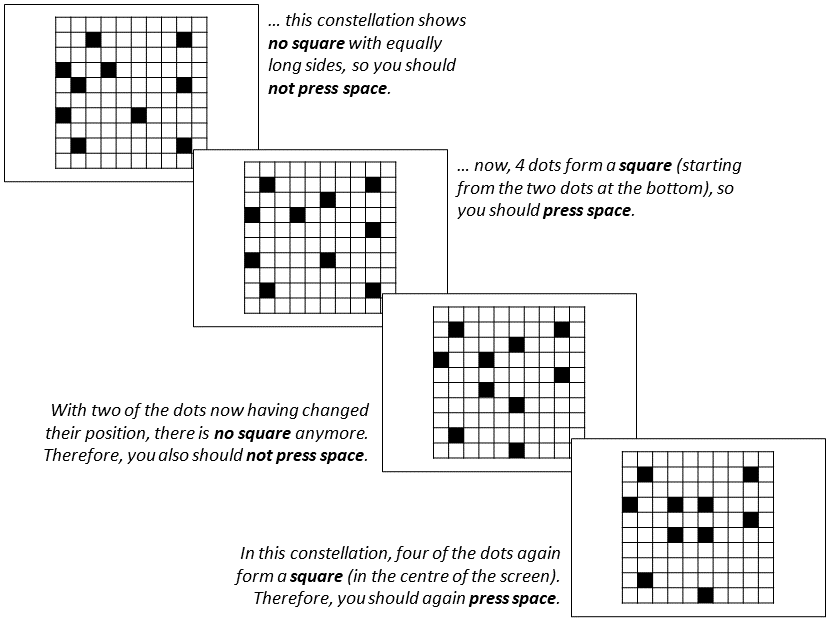 ... this constellation shows
no square with equally
long sides, so you should
not press space.
... now, 4 dots form a square (starting
from the two dots at the bottom), so
you should press space.
With two of the dots now having changed
their position, there is no square anymore.
Therefore, you also should not press space.
In this constellation, four of the dots again
form a square (in the centre of the screen).
Therefore, you should again press space.